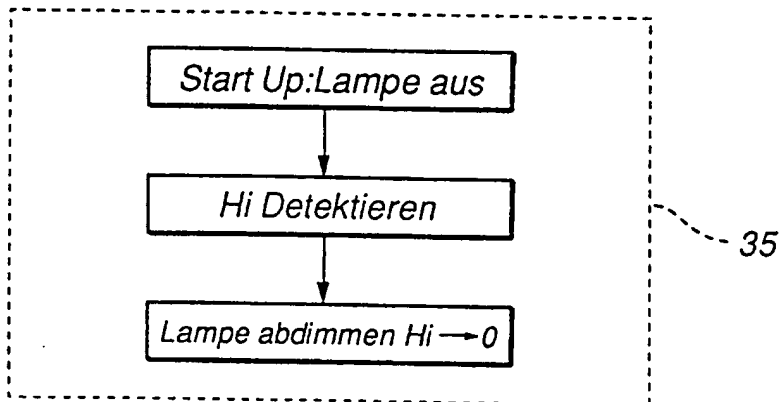 Start Up:Lampe aus
Hi Detektieren
35
Lampe abdimmen Hi → 0